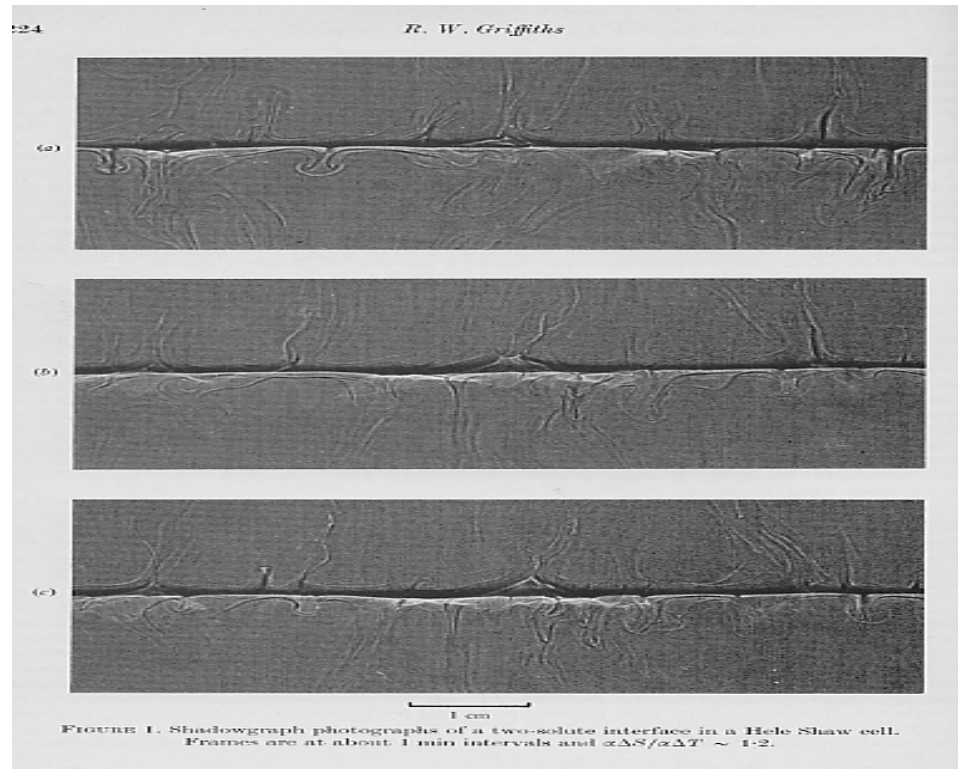 224
R. W. Griffiths
(a)
(b)
(c)
1 cm
FIGURE 1. Shadowgraph photographs of a two-solute interface in a Hele Shaw cell.
Frames are at about 1 min intervals and αΔS/αΔT ~ 1·2.